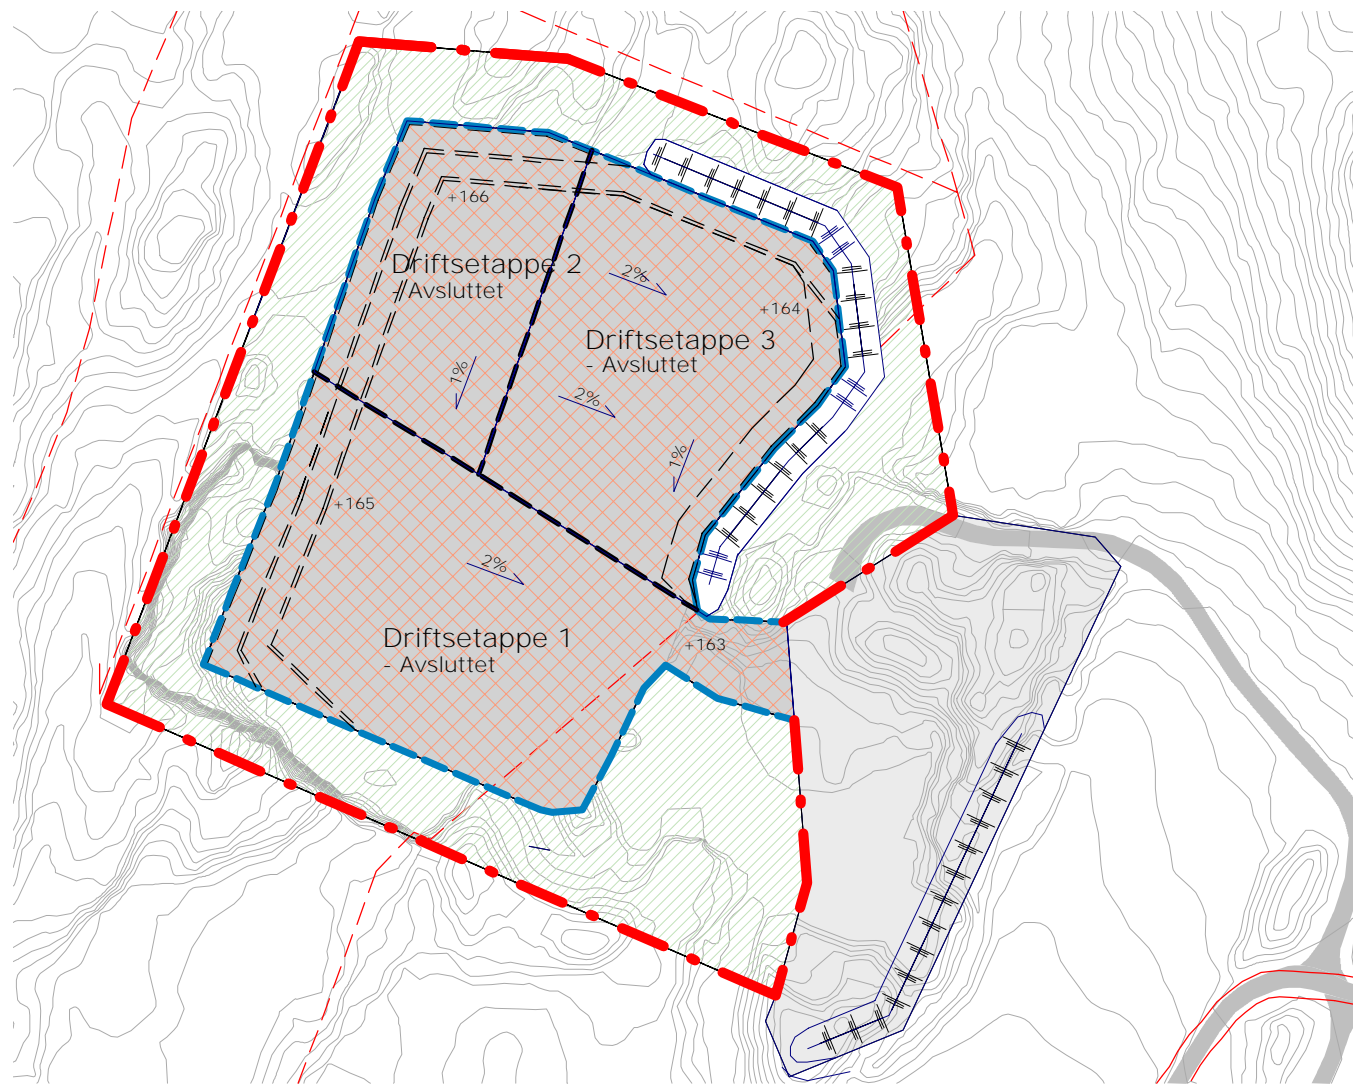 +166
Driftsetappe 2
- Avsluttet
2%
+164
Driftsetappe 3
- Avsluttet
1%
2%
1%
+165
2%
Driftsetappe 1
- Avsluttet
+163